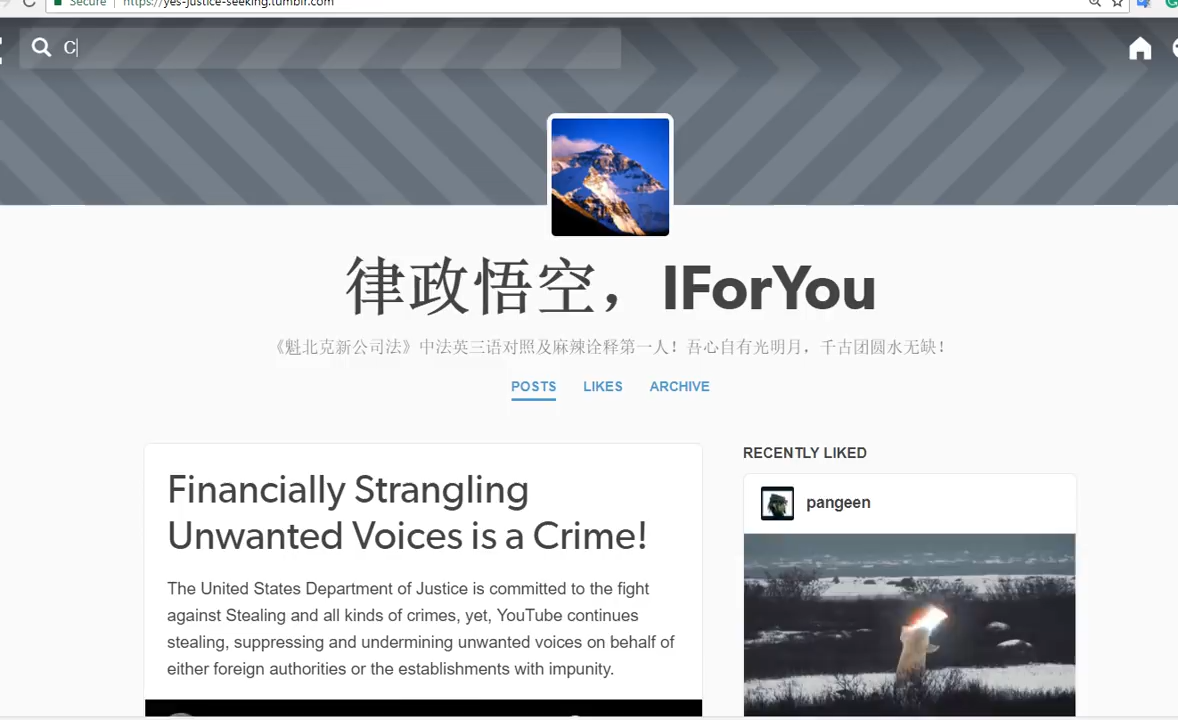 Secure | https://yes-justice-seeking.tumblr.com
C
律政悟空，IForYou
《魁北克新公司法》中法英三语对照及麻辣诠释第一人！吾心自有光明月，千古团圆水无缺！
POSTS LIKES ARCHIVE
Financially Strangling
Unwanted Voices is a Crime!
The United States Department of Justice is committed to the fight
against Stealing and all kinds of crimes, yet, YouTube continues
stealing, suppressing and undermining unwanted voices on behalf of
either foreign authorities or the establishments with impunity.
RECENTLY LIKED
pangeen